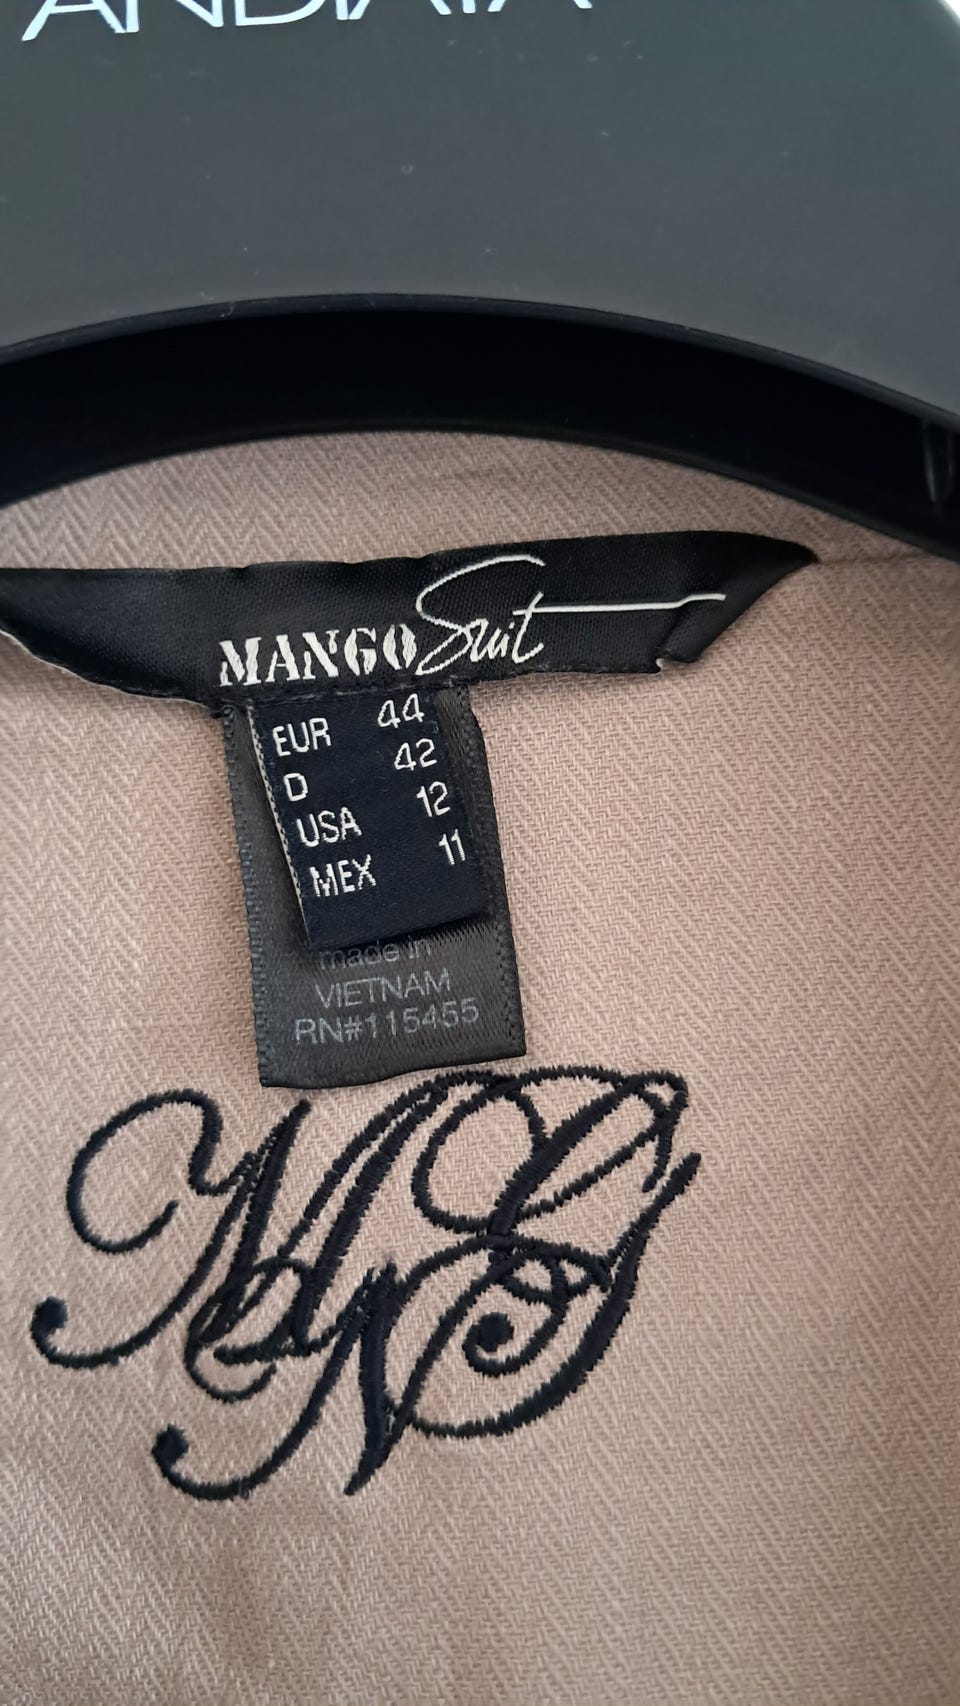 MANGO Suit
EUR 44
D 42
USA 12
MEX 11
made in
VIETNAM
RN#115455